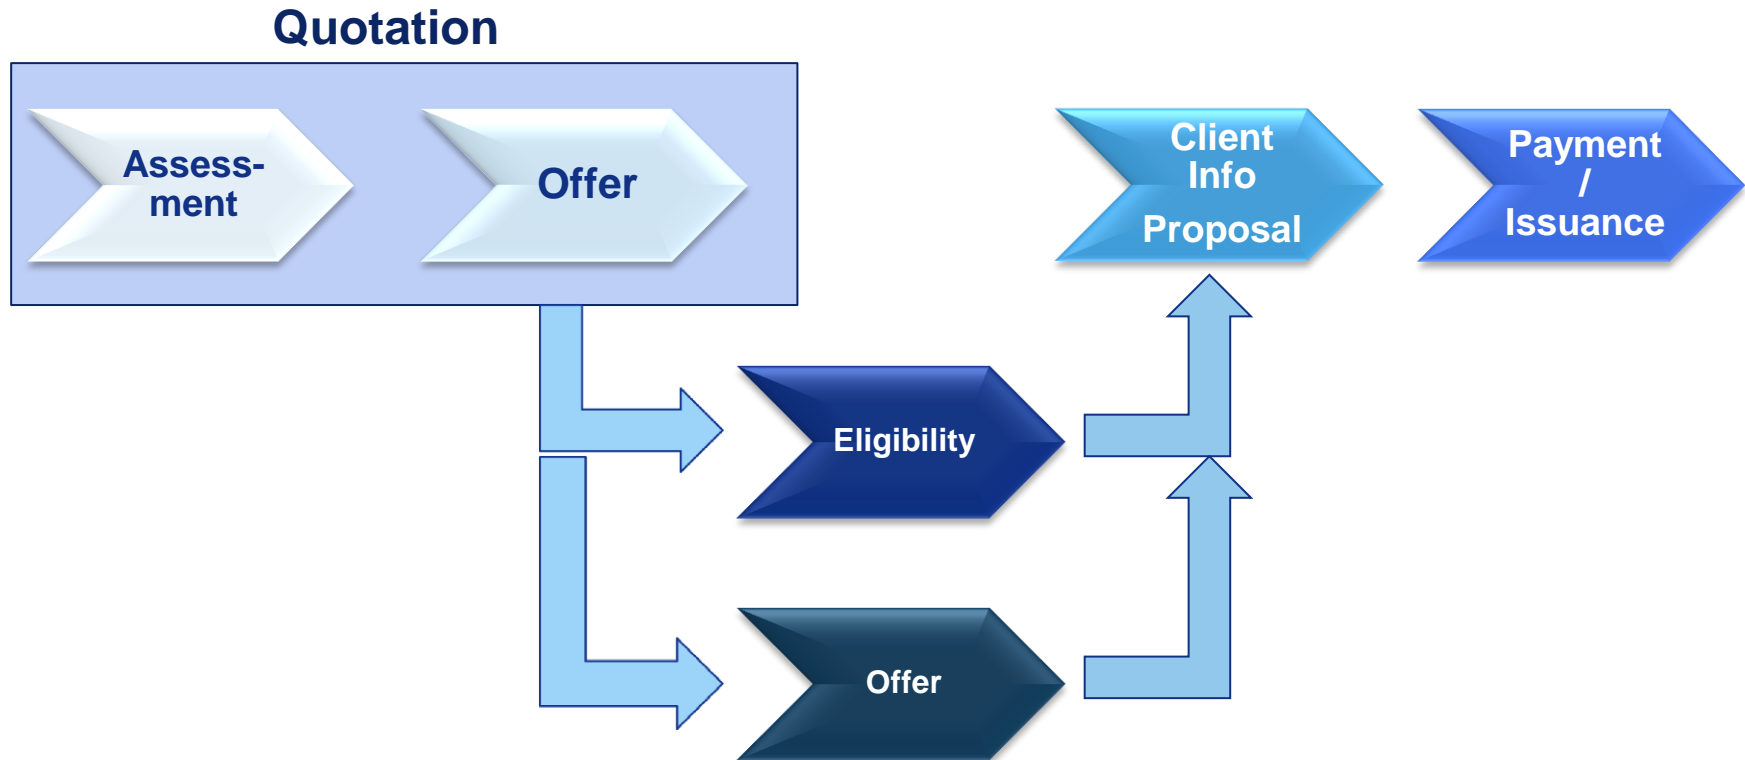 Quotation
Assess-
ment
Offer
Client
Info
Proposal
Payment
/
Issuance
Eligibility
Offer